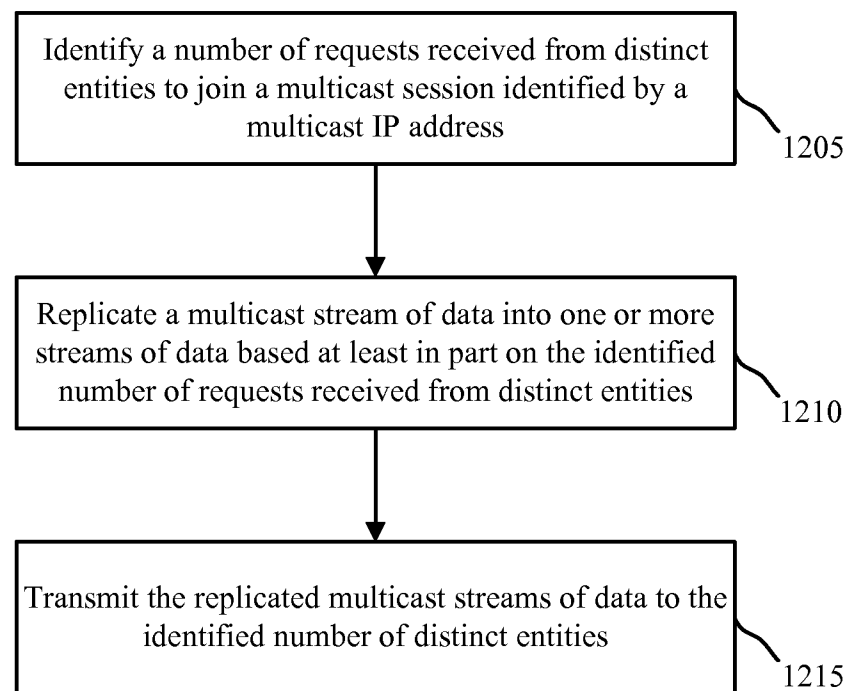 Identify a number of requests received from distinct
entities to join a multicast session identified by a
multicast IP address
1205
Replicate a multicast stream of data into one or more
streams of data based at least in part on the identified
number of requests received from distinct entities
1210
Transmit the replicated multicast streams of data to the
identified number of distinct entities
1215